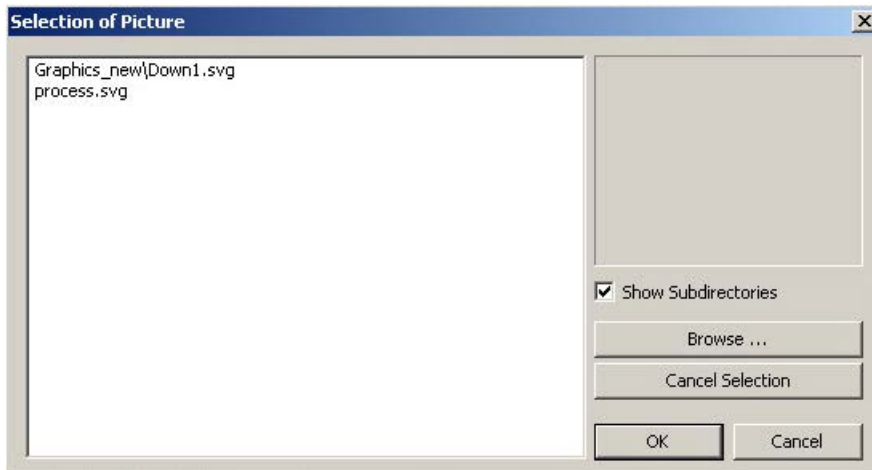 Selection of Picture
Graphics_new\Down1.svg
process.svg
Show Subdirectories
Browse ...
Cancel Selection
OK
Cancel